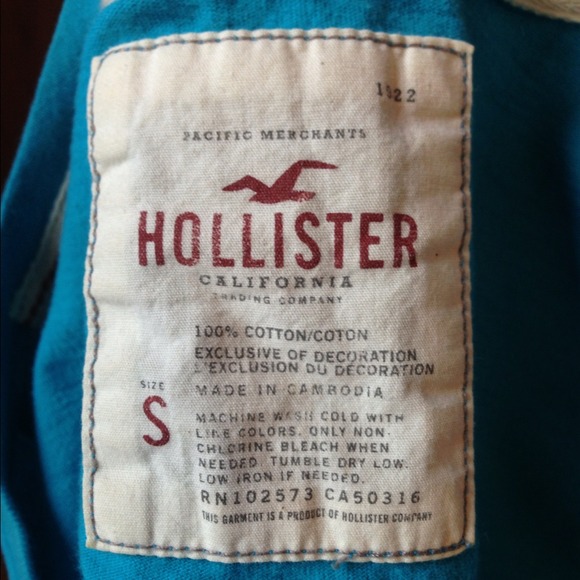 1922
PACIFIC MERCHANTS
HOLLISTER
CALIFORNIA
TRADING COMPANY
100% COTTON/COTON
EXCLUSIVE OF DECORATION
L'EXCLUSION DU DÉCORATION
SIZE
S
MADE IN CAMBODIA
MACHINE WASH COLD WITH
LIKE COLORS. ONLY NON-
CHLORINE BLEACH WHEN
NEEDED. TUMBLE DRY LOW.
LOW IRON IF NEEDED.
RN102573 CA50316
THIS GARMENT IS A PRODUCT OF HOLLISTER COMPANY